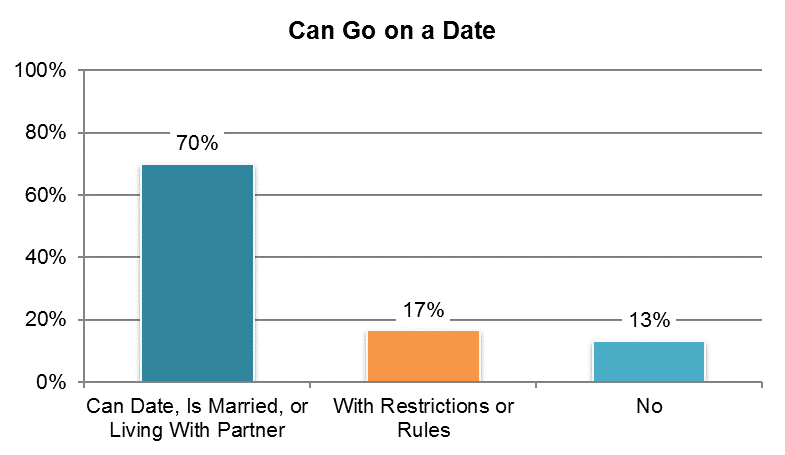 Can Go on a Date
100%
80%
60%
40%
20%
0%
70%
17%
13%
Can Date, Is Married, or
Living With Partner
With Restrictions or
Rules
No